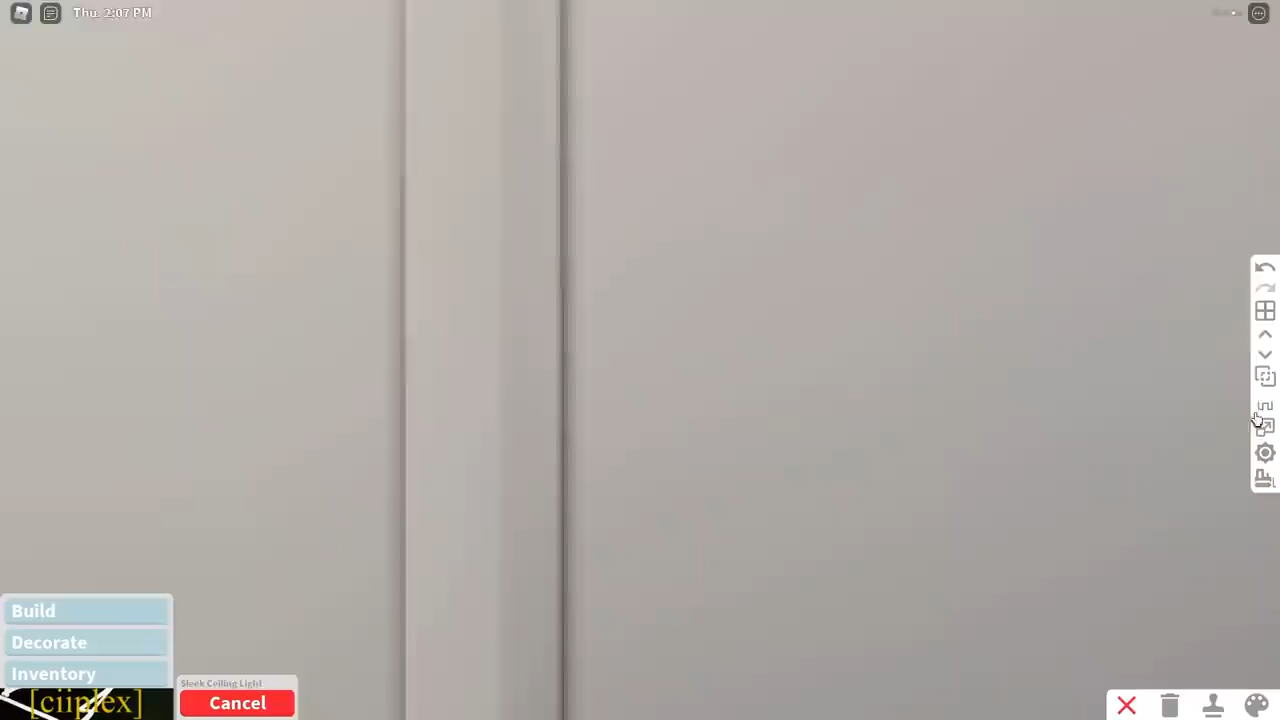 Thu. 2:07 PM
Build
Decorate
Inventory
[ciiplex]
Sleek Ceiling Light
Cancel